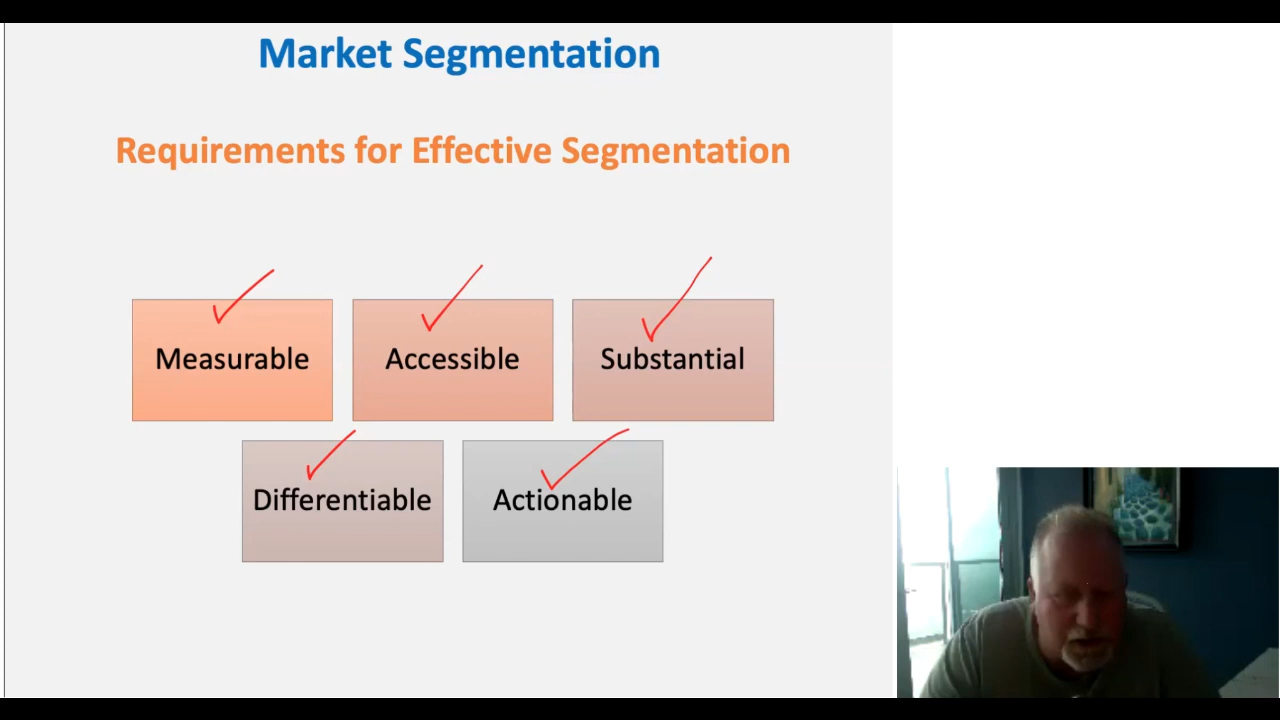 Market Segmentation
Requirements for Effective Segmentation
Measurable
Accessible
Substantial
Differentiable
Actionable